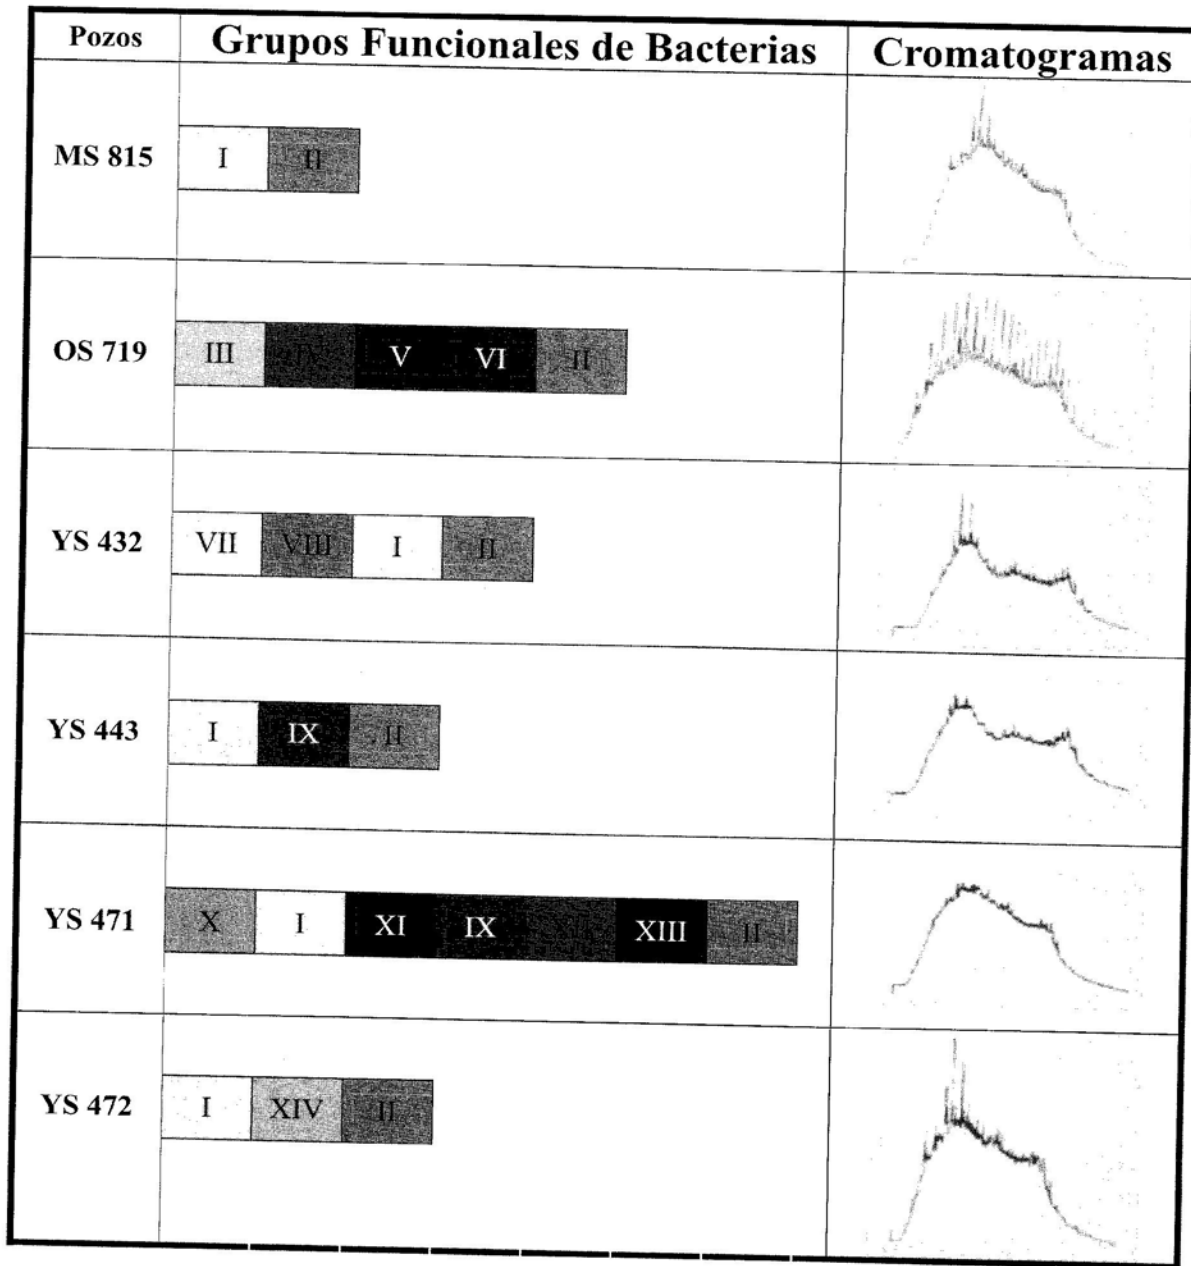 Pozos Grupos Funcionales de Bacterias Cromatogramas
MS 815 I II
OS 719 III IV V VI II
YS 432 VII VIII I II
YS 443 I IX II
YS 471 X I XI IX XIII II
YS 472 I XIV II